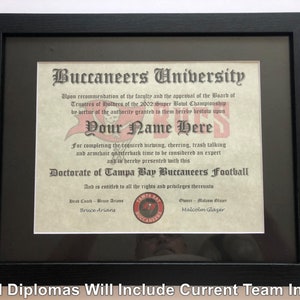 Buccaneers University
Upon recommendation of the faculty and the approval of the Board of
Trustees of Holders of the 2002 Super Bowl Championship
by virtue of the authority granted to them hereby bestow upon
Your Name Here
For completing the required viewing, cheering, trash talking
and armchair quarterback time to be considered an expert
and is hereby presented with this
Doctorate of Tampa Bay Buccaneers Football
And is entitled to all the rights and privileges thereunto
Head Coach - Bruce Arians
Owner - Malcom Glazer
Bruce Arians
Malcolm Glazer
l Diplomas Will Include Current Team In